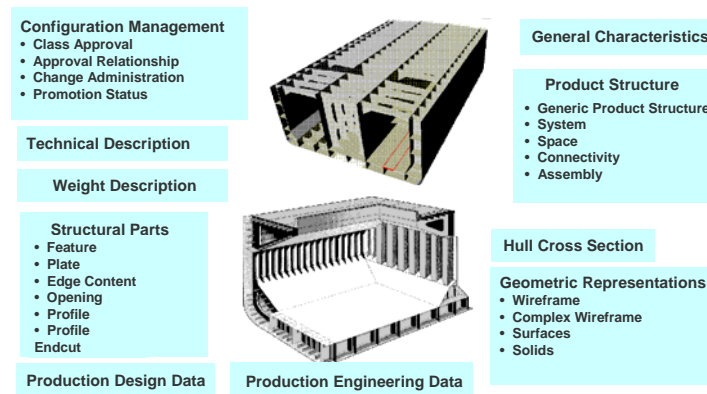 Configuration Management
• Class Approval
• Approval Relationship
• Change Administration
• Promotion Status
Technical Description
Weight Description
Structural Parts
• Feature
• Plate
• Edge Content
• Opening
• Profile
• Profile
Endcut
Production Design Data
Production Engineering Data
General Characteristics
Product Structure
• Generic Product Structure
• System
• Space
• Connectivity
• Assembly
Hull Cross Section
Geometric Representations
• Wireframe
• Complex Wireframe
• Surfaces
• Solids